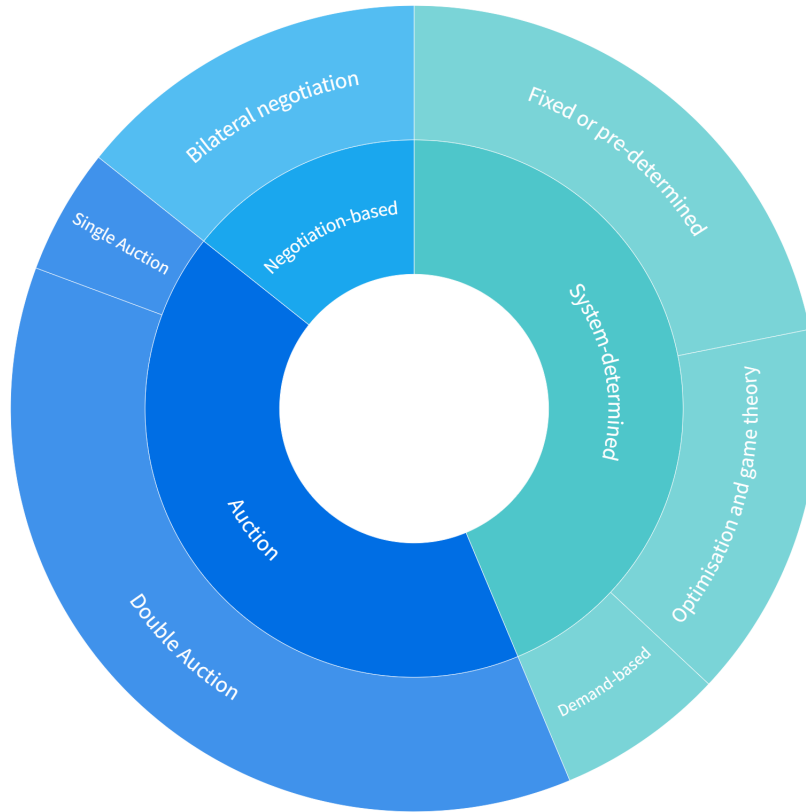 Bilateral negotiation
Fixed or pre-determined
Single Auction
Negotiation-based
System-determined
Optimisation and game theory
Auction
Double Auction
Demand-based